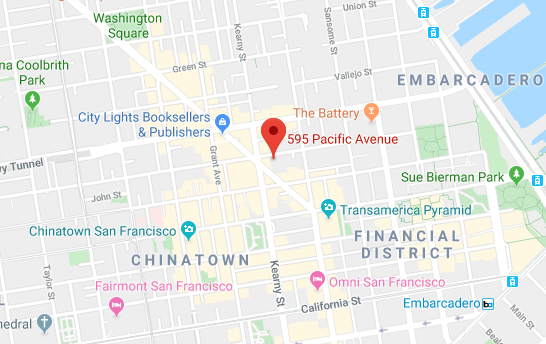 Washington
Square
Kearny St
Sansome St
na Coolbrith
Park
Green St
Vallejo St
EMBARCADERO
City Lights Booksellers
& Publishers
The Battery
595 Pacific Avenue
wy Tunnel
Grant Ave
John St
Sue Bierman Park
Transamerica Pyramid
Chinatown San Francisco
FINANCIAL
DISTRICT
CHINATOWN
Taylor St
Kearny St
Fairmont San Francisco
Omni San Francisco
California St
Embarcadero
Main St
hedral
Beal